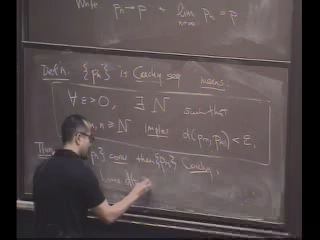 Write pₙ → p lim pₙ = p
n→∞
Def'n: {pₙ} is Cauchy seq means:
∀ ε>0, ∃ N such that
m,n ≥ N implies d(pₘ,pₙ) < ε.
Thm pₙ} conv then {pₙ} Cauchy.